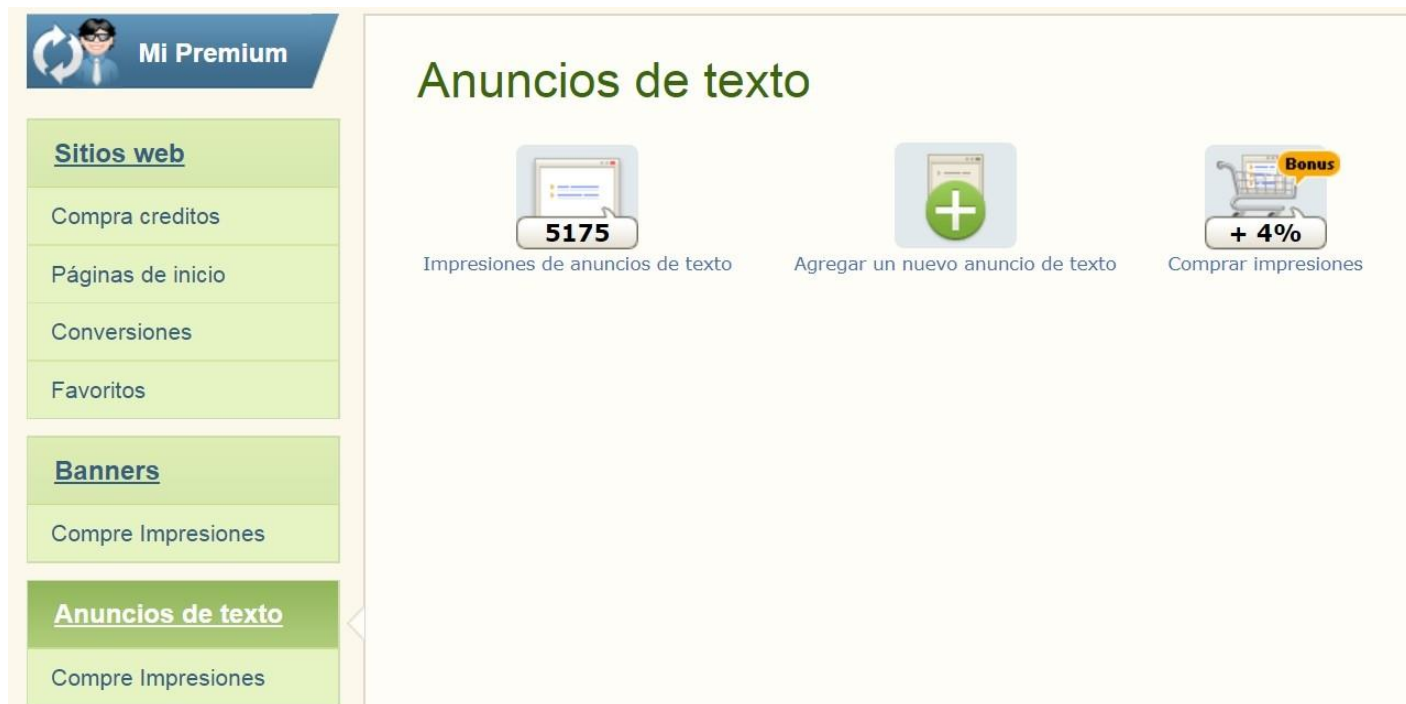 Mi Premium
Sitios web
Compra creditos
Páginas de inicio
Conversiones
Favoritos
Banners
Compre Impresiones
Anuncios de texto
Compre Impresiones
Anuncios de texto
5175
Impresiones de anuncios de texto
Agregar un nuevo anuncio de texto
Bonus
+ 4%
Comprar impresiones